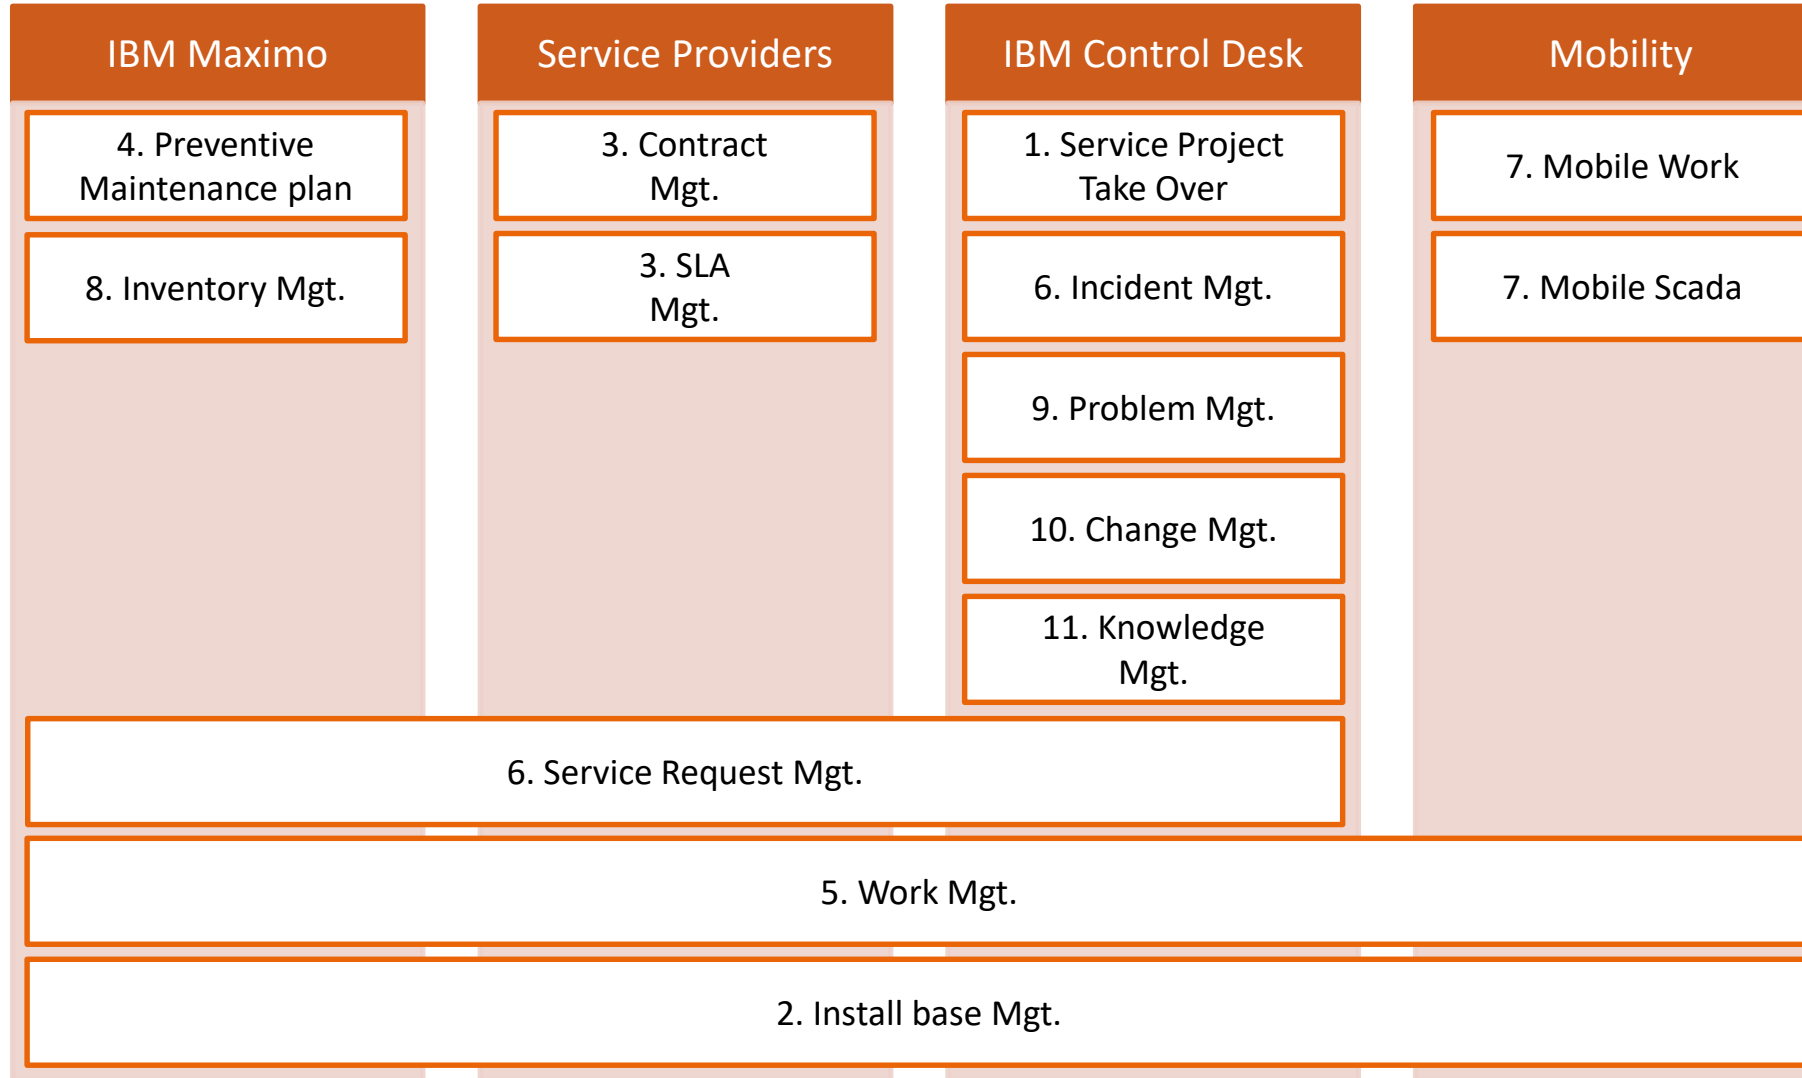 IBM Maximo
Service Providers
IBM Control Desk
Mobility
4. Preventive
Maintenance plan
3. Contract
Mgt.
1. Service Project
Take Over
7. Mobile Work
8. Inventory Mgt.
3. SLA
Mgt.
6. Incident Mgt.
7. Mobile Scada
9. Problem Mgt.
10. Change Mgt.
11. Knowledge
Mgt.
6. Service Request Mgt.
5. Work Mgt.
2. Install base Mgt.